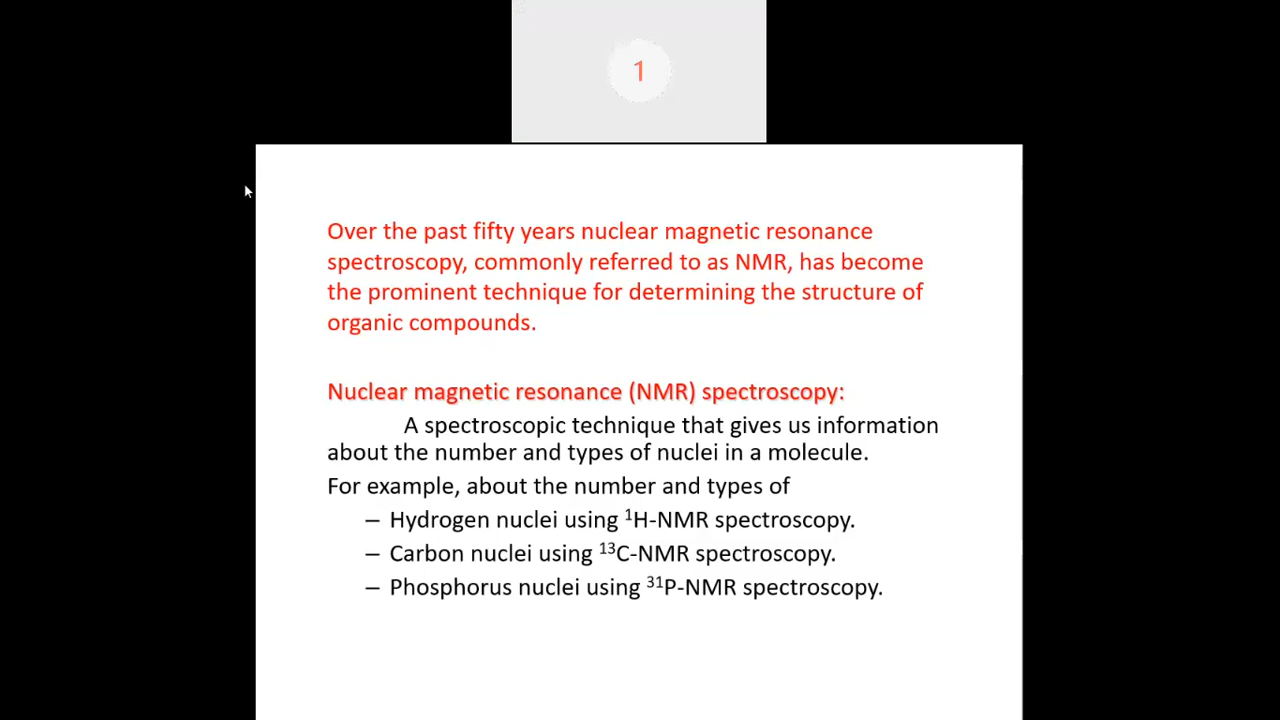 1
Over the past fifty years nuclear magnetic resonance
spectroscopy, commonly referred to as NMR, has become
the prominent technique for determining the structure of
organic compounds.
Nuclear magnetic resonance (NMR) spectroscopy:
A spectroscopic technique that gives us information
about the number and types of nuclei in a molecule.
For example, about the number and types of
– Hydrogen nuclei using ¹H-NMR spectroscopy.
– Carbon nuclei using ¹³C-NMR spectroscopy.
– Phosphorus nuclei using ³¹P-NMR spectroscopy.